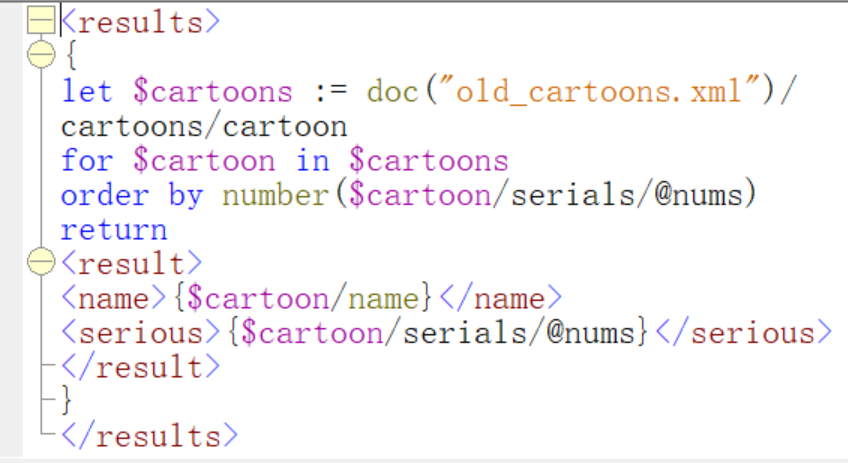 <results>
{
let $cartoons := doc("old_cartoons.xml")/
cartoons/cartoon
for $cartoon in $cartoons
order by number($cartoon/serials/@nums)
return
<result>
<name>{$cartoon/name}</name>
<serious>{$cartoon/serials/@nums}</serious>
</result>
}
</results>